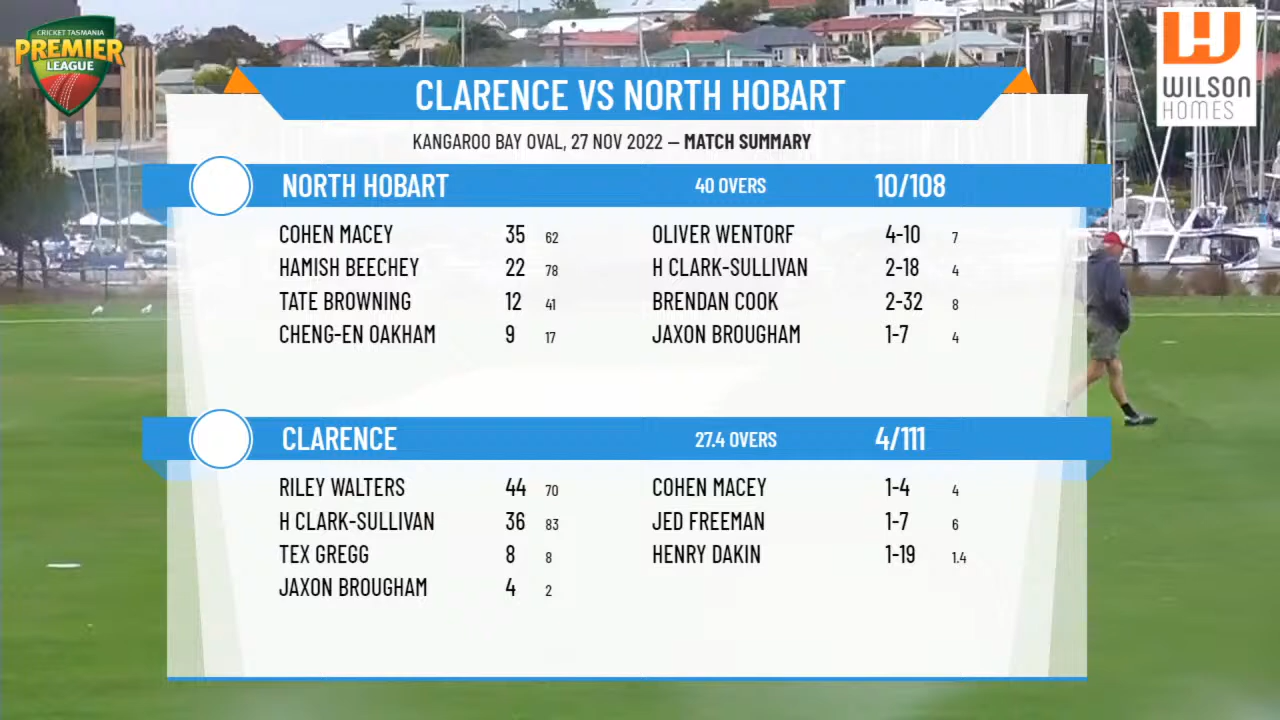 CRICKET TASMANIA
PREMIER
LEAGUE
WILSON
HOMES
CLARENCE VS NORTH HOBART
KANGAROO BAY OVAL, 27 NOV 2022 – MATCH SUMMARY
NORTH HOBART 40 OVERS 10/108
COHEN MACEY 35 62 OLIVER WENTORF 4-10 7
HAMISH BEECHEY 22 78 H CLARK-SULLIVAN 2-18 4
TATE BROWNING 12 41 BRENDAN COOK 2-32 8
CHENG-EN OAKHAM 9 17 JAXON BROUGHAM 1-7 4
CLARENCE 27.4 OVERS 4/111
RILEY WALTERS 44 70 COHEN MACEY 1-4 4
H CLARK-SULLIVAN 36 83 JED FREEMAN 1-7 6
TEX GREGG 8 8 HENRY DAKIN 1-19 1.4
JAXON BROUGHAM 4 2